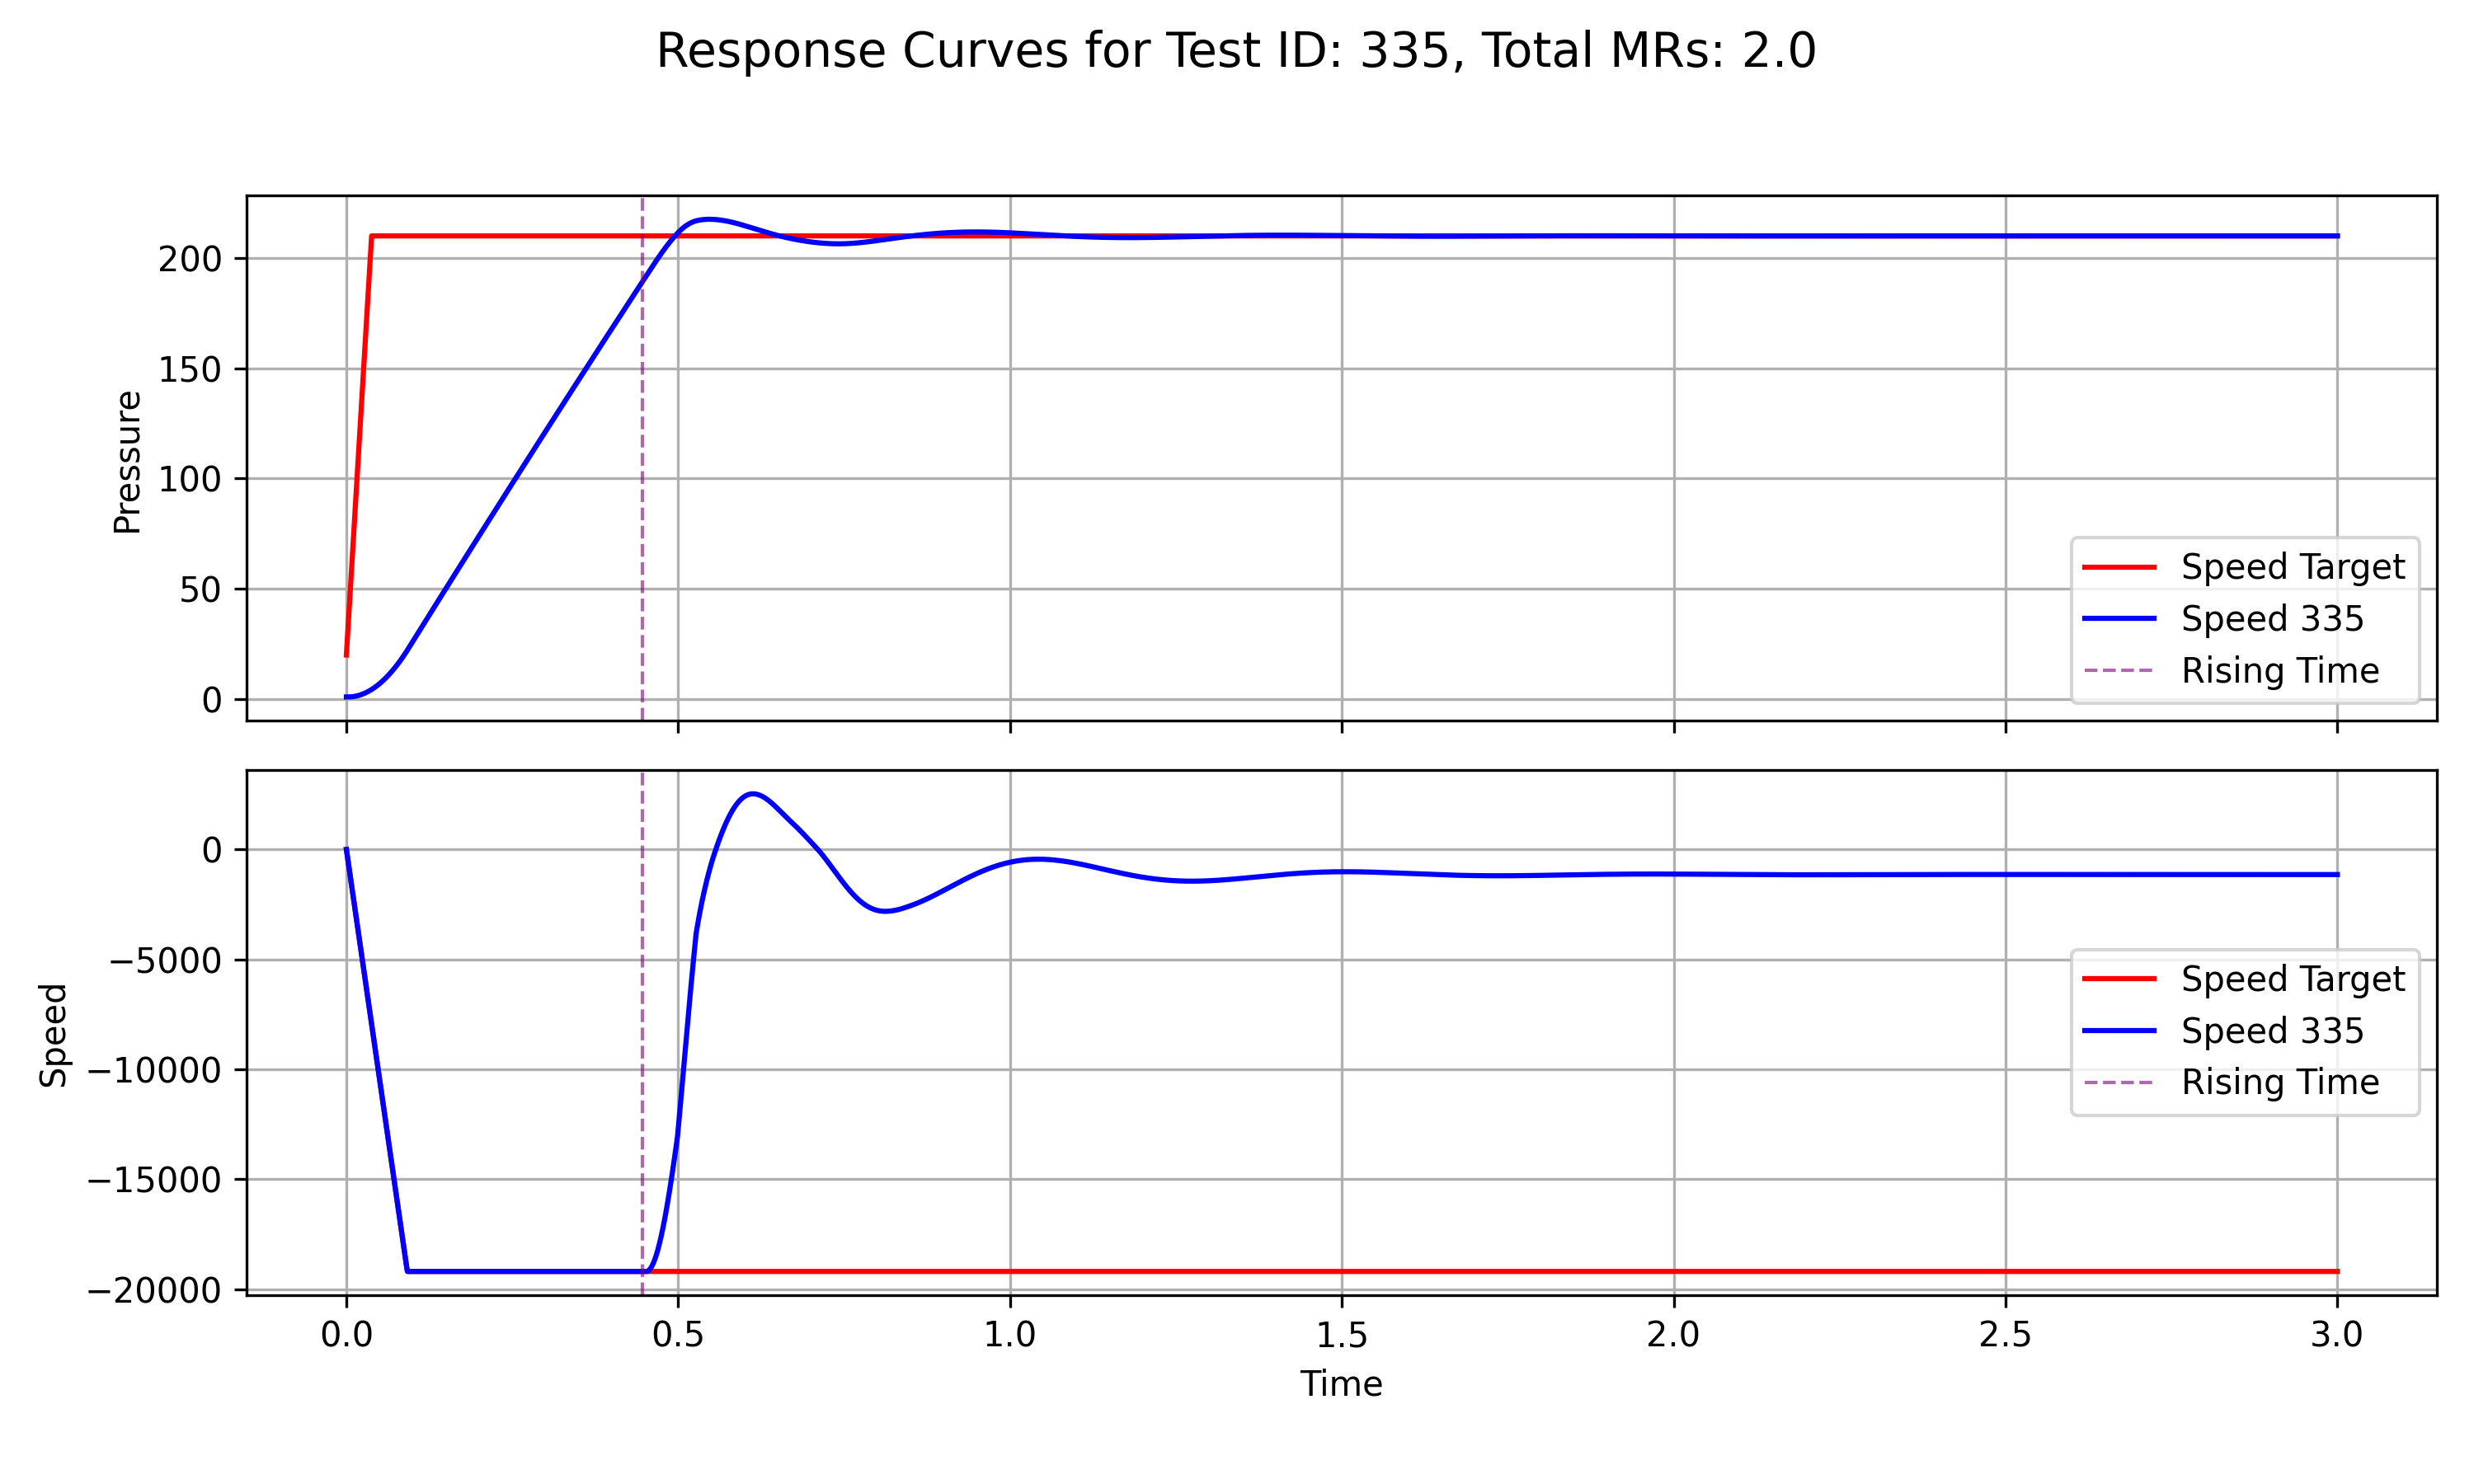 Response Curves for Test ID: 335, Total MRs: 2.0
Pressure
200
150
100
50
0
Speed Target
Speed 335
Rising Time
Speed
0
−5000
−10000
−15000
−20000
Speed Target
Speed 335
Rising Time
0.0 0.5 1.0 1.5 2.0 2.5 3.0
Time